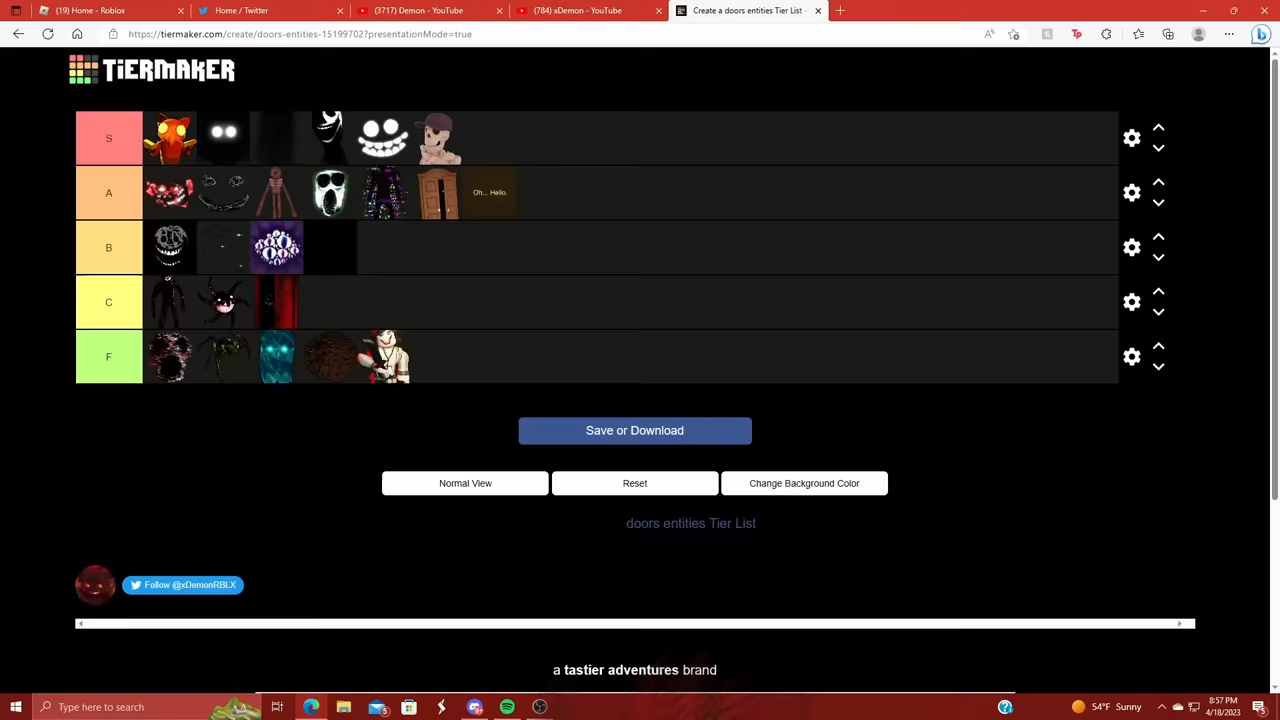 (19) Home - Roblox
Home / Twitter
(3717) Demon - YouTube
(784) xDemon - YouTube
Create a doors entities Tier List -
https://tiermaker.com/create/doors-entities-15199702?presentationMode=true
TiERMAKER
S
A
Oh... Hello.
B
C
F
Save or Download
Normal View
Reset
Change Background Color
doors entities Tier List
Follow @xDemonRBLX
a tastier adventures brand
Type here to search
5
54°F Sunny
8:57 PM
4/18/2023
5